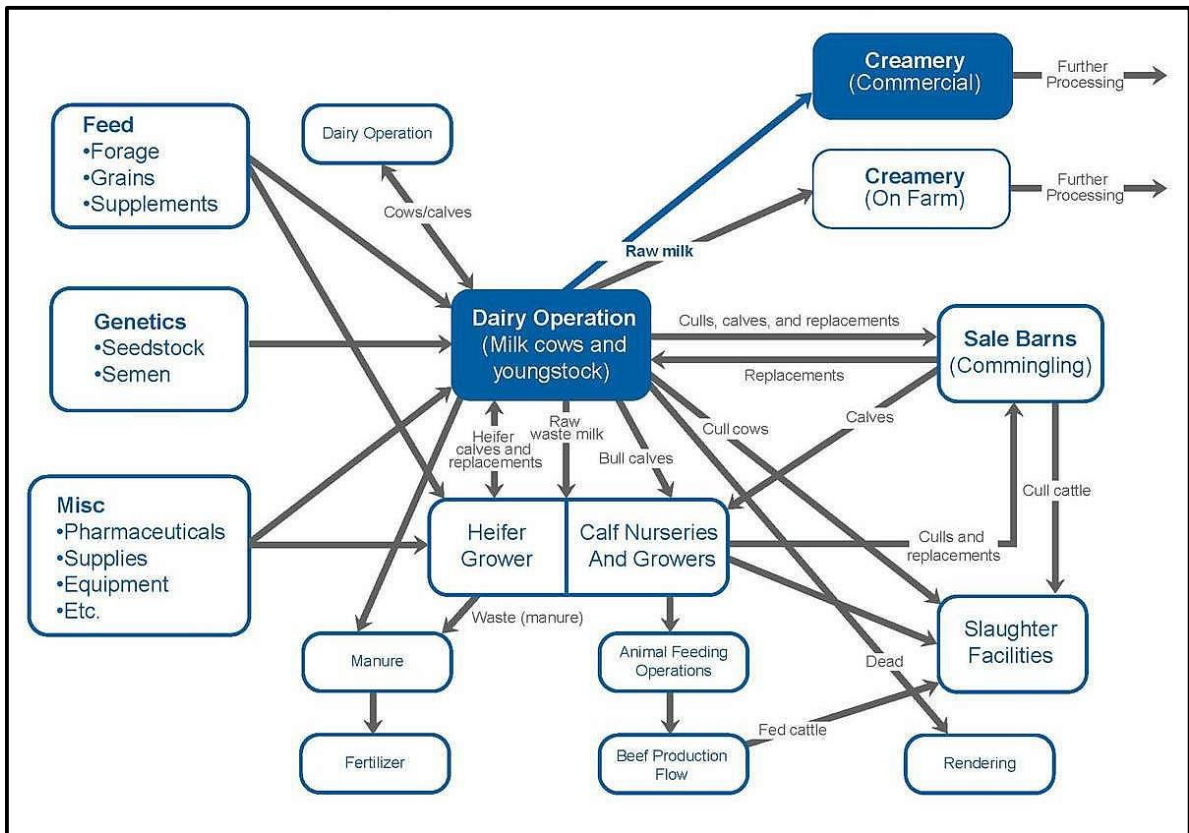 Creamery
(Commercial)
Further
Processing
Feed
•Forage
•Grains
•Supplements
Dairy Operation
Creamery
(On Farm)
Further
Processing
Cows/calves
Raw milk
Genetics
•Seedstock
•Semen
Dairy Operation
(Milk cows and
youngstock)
Culls, calves, and replacements
Replacements
Sale Barns
(Commingling)
Heifer
calves and
replacements
Raw
waste milk
Bull calves
Cull cows
Calves
Cull cattle
Misc
•Pharmaceuticals
•Supplies
•Equipment
•Etc.
Heifer
Grower
Calf Nurseries
And Growers
Culls and
replacements
Waste (manure)
Manure
Animal Feeding
Operations
Dead
Slaughter
Facilities
Fertilizer
Beef Production
Flow
Fed cattle
Rendering